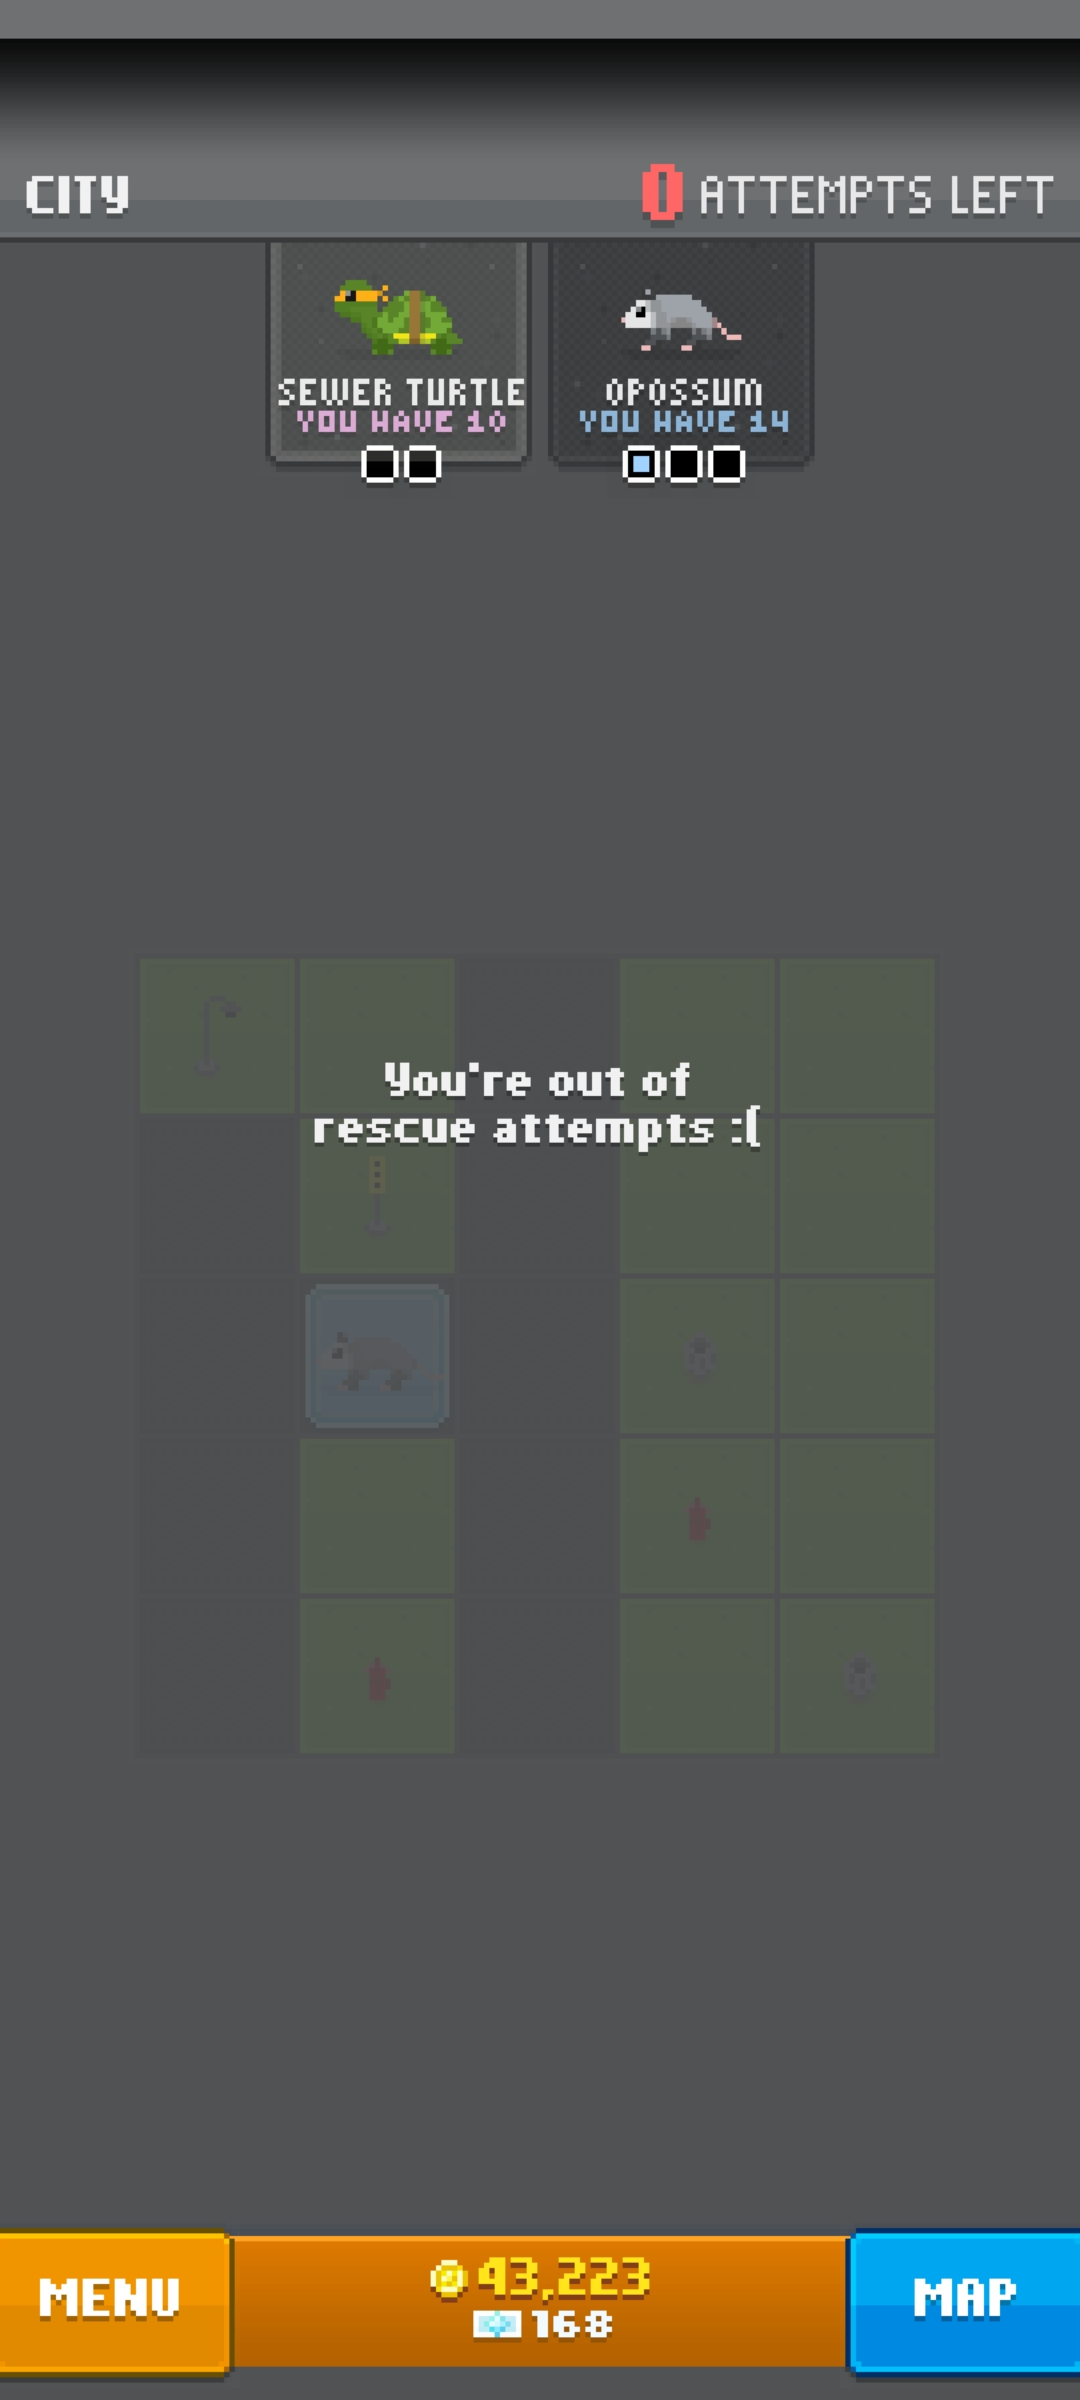 CITY
0 ATTEMPTS LEFT
SEWER TURTLE
YOU HAVE 10
OPOSSUM
YOU HAVE 14
You're out of
rescue attempts :(
MENU
43,223
168
MAP